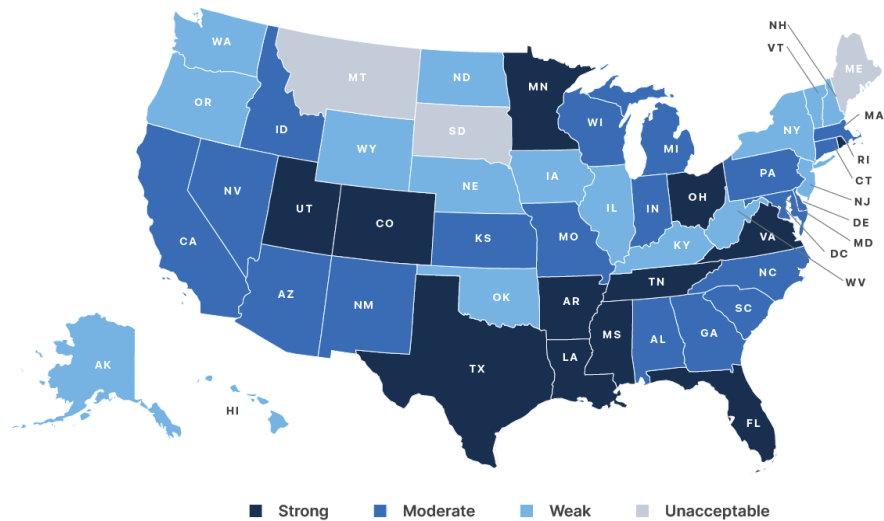 NH
VT
WA
MT
ND
MN
ME
OR
ID
SD
WI
MI
NY
MA
WY
IA
RI
CT
NE
PA
NJ
NV
UT
CO
IL
IN
OH
DE
MD
CA
KS
MO
KY
VA
DC
WV
AZ
NM
OK
AR
TN
NC
SC
MS
AL
GA
LA
TX
AK
HI
FL
Strong Moderate Weak Unacceptable